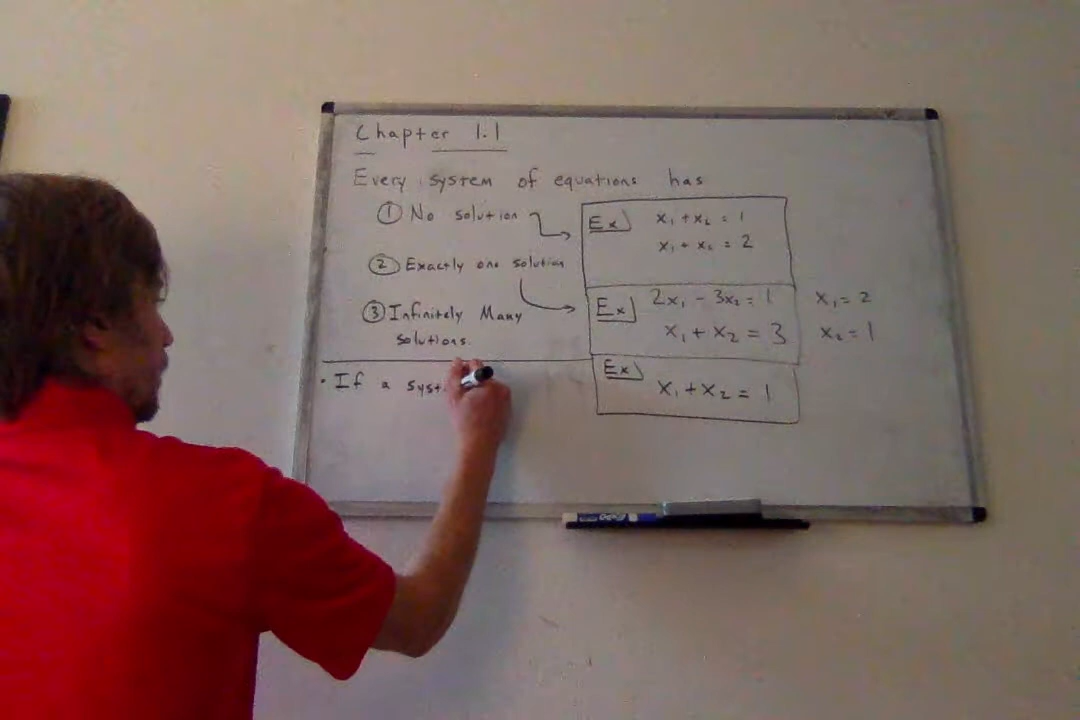 Chapter 1.1
Every system of equations has
① No solution
② Exactly one solution
③ Infinitely Many
solutions.
Ex) x₁ + x₂ = 1
x₁ + x₂ = 2
Ex) 2x₁ - 3x₂ = 1 x₁ = 2
x₁ + x₂ = 3 x₂ = 1
Ex)
x₁ + x₂ = 1
• If a syst
EXPO